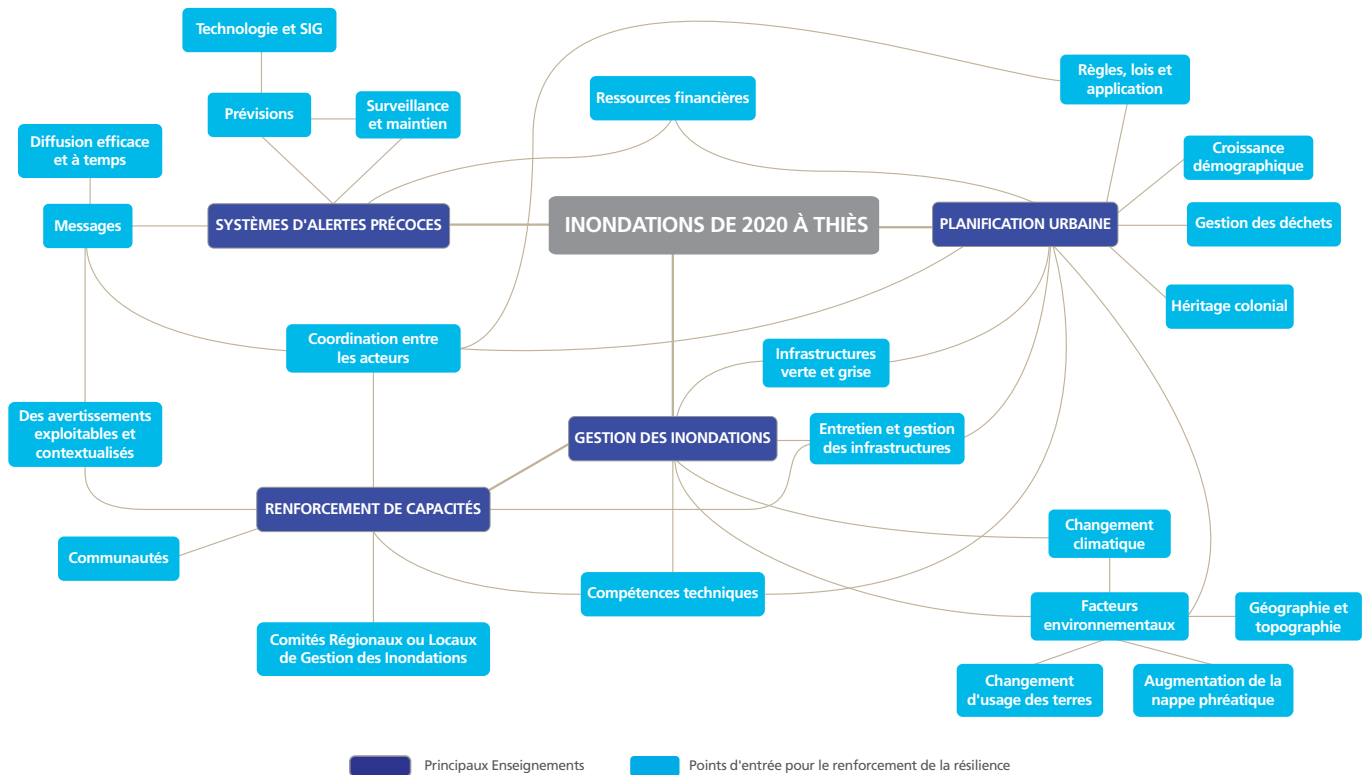 Technologie et SIG
Règles, lois et
application
Ressources financières
Prévisions
Surveillance
et maintien
Diffusion efficace
et à temps
Croissance
démographique
Messages
SYSTÈMES D'ALERTES PRÉCOCES
INONDATIONS DE 2020 À THIÈS
PLANIFICATION URBAINE
Gestion des déchets
Héritage colonial
Coordination entre
les acteurs
Infrastructures
verte et grise
Des avertissements
exploitables et
contextualisés
GESTION DES INONDATIONS
Entretien et gestion
des infrastructures
RENFORCEMENT DE CAPACITÉS
Changement
climatique
Communautés
Compétences techniques
Facteurs
environnementaux
Géographie et
topographie
Comités Régionaux ou Locaux
de Gestion des Inondations
Changement
d'usage des terres
Augmentation de la
nappe phréatique
Principaux Enseignements
Points d'entrée pour le renforcement de la résilience